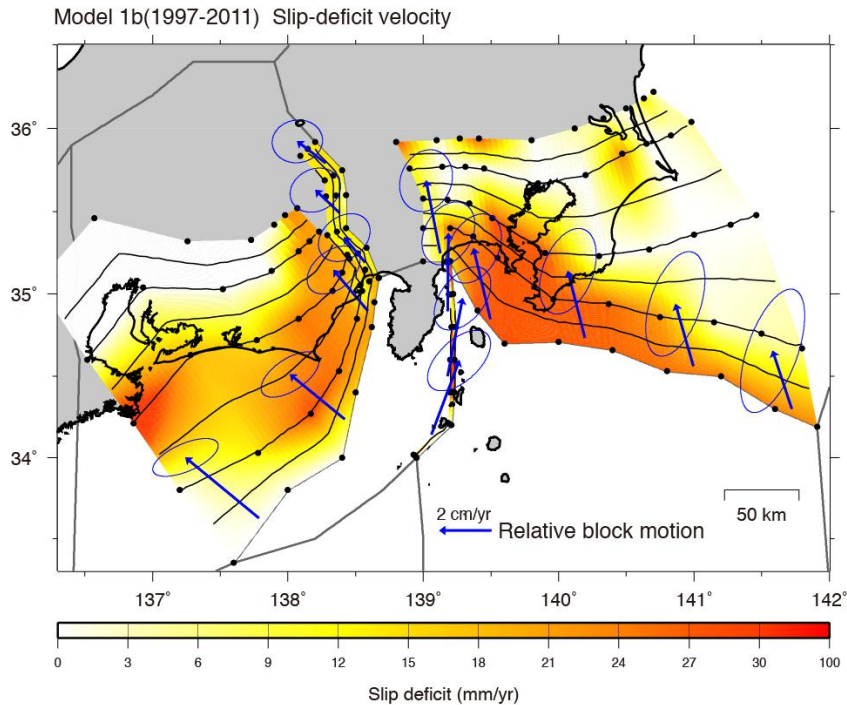 Model 1b(1997-2011) Slip-deficit velocity
36˚
35˚
34˚
2 cm/yr
Relative block motion
50 km
137˚ 138˚ 139˚ 140˚ 141˚ 142˚
0 3 6 9 12 15 18 21 24 27 30 100
Slip deficit (mm/yr)